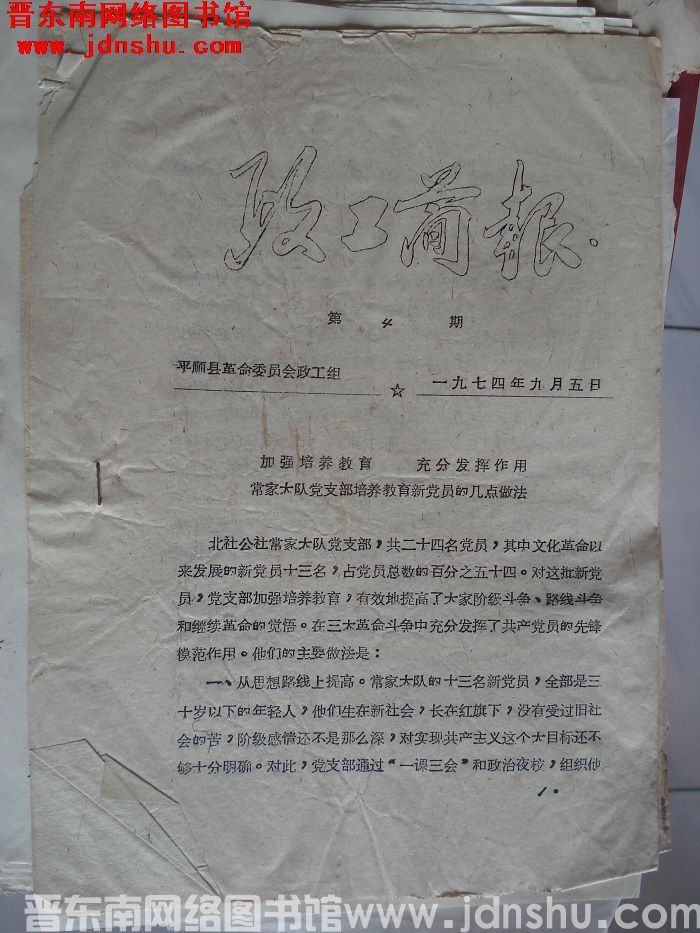 晋东南网络图书馆
www.jdnshu.com
政工简報
第 4 期
平顺县革命委员会政工组
☆
一九七四年九月五日
加强培养教育 充分发挥作用
常家大队党支部培养教育新党员的几点做法
北社公社常家大队党支部，共二十四名党员，其中文化革命以
来发展的新党员十三名，占党员总数的百分之五十四。对这批新党
员，党支部加强培养教育，有效地提高了大家阶级斗争、路线斗争
和继续革命的觉悟。在三大革命斗争中充分发挥了共产党员的先锋
模范作用。他们的主要做法是：
一、从思想路线上提高。常家大队的十三名新党员，全部是三
十岁以下的年轻人，他们生在新社会，长在红旗下，没有受过旧社
会的苦，阶级感情还不是那么深，对实现共产主义这个大目标还不
够十分明确。对此，党支部通过“一课三会”和政治夜校，组织他
1.
晋东南网络图书馆 www.jdnshu.com